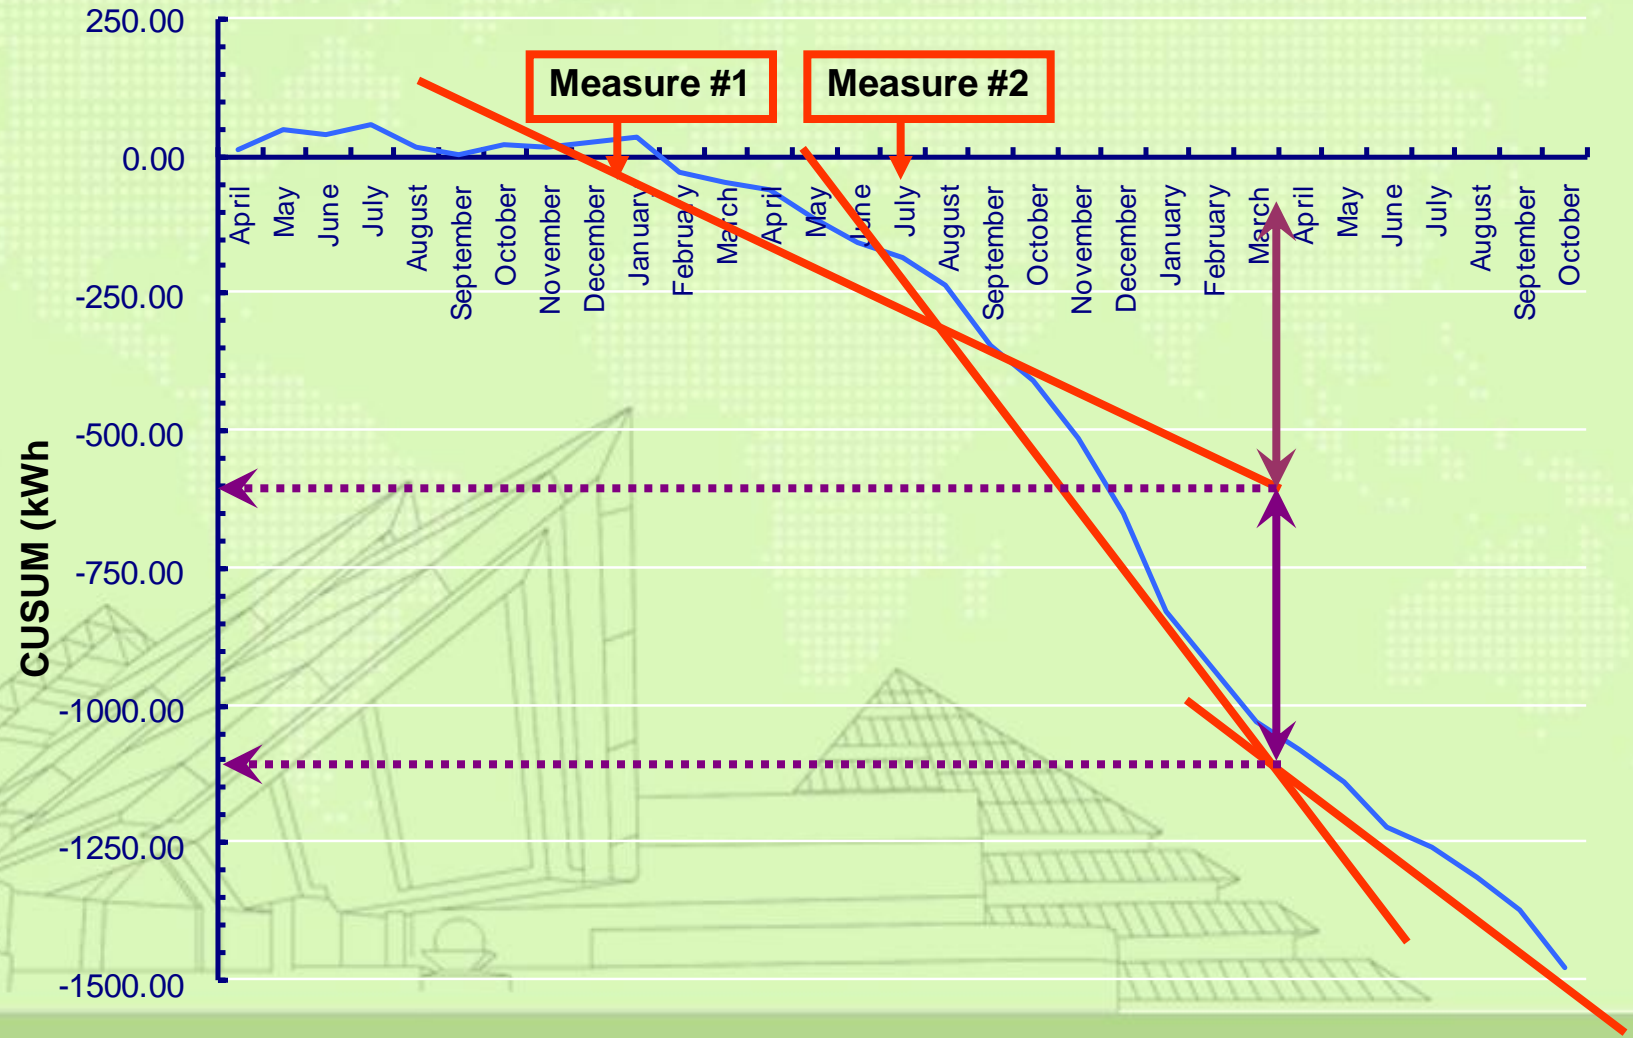 250.00
Measure #1
Measure #2
0.00
April
May
June
July
August
September
October
November
December
January
February
March
April
May
June
July
August
September
October
November
December
January
February
March
April
May
June
July
August
September
October
-250.00
-500.00
CUSUM (kWh
-750.00
-1000.00
-1250.00
-1500.00